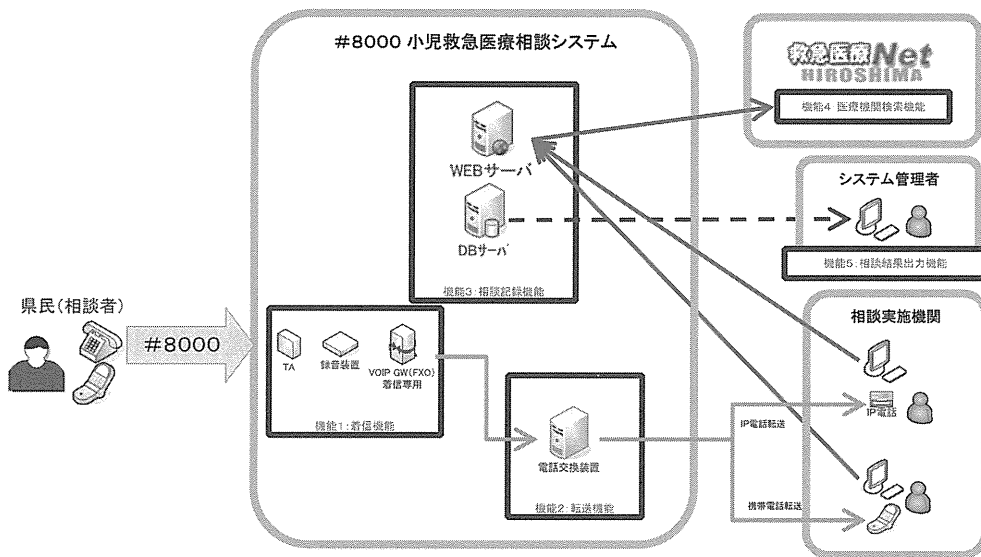 #8000 小児救急医療相談システム
救急医療Net
HIROSHIMA
機能4:医療機関検索機能
WEBサーバ
DBサーバ
機能3:相談記録機能
システム管理者
機能5:相談結果出力機能
県民(相談者)
#8000
TA
録音装置
VOIP GW(FXO)
着信専用
機能1:着信機能
電話交換装置
機能2:転送機能
相談実施機関
IP電話
IP電話転送
携帯電話転送